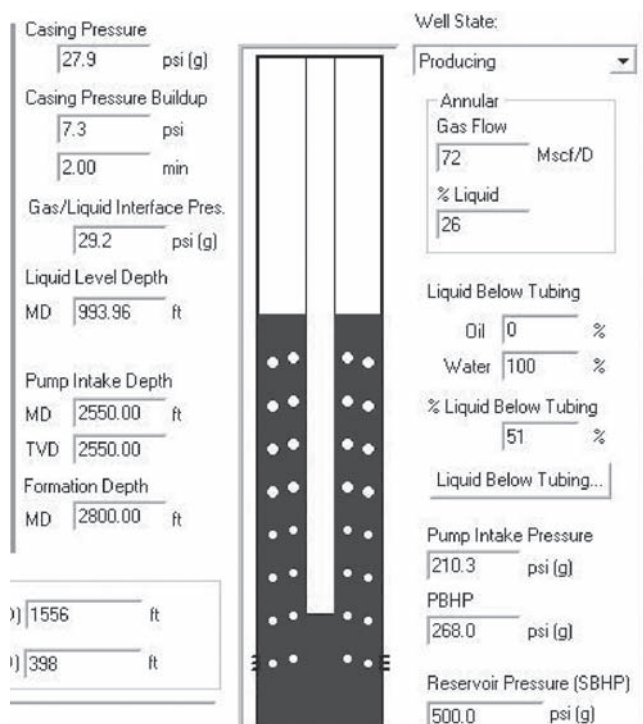 Casing Pressure
27.9 psi (g)
Casing Pressure Buildup
7.3 psi
2.00 min
Gas/Liquid Interface Pres.
29.2 psi (g)
Liquid Level Depth
MD 993.96 ft
Pump Intake Depth
MD 2550.00 ft
TVD 2550.00
Formation Depth
MD 2800.00 ft
) 1556 ft
) 398 ft
Well State:
Producing
Annular
Gas Flow
72 Mscf/D
% Liquid
26
Liquid Below Tubing
Oil 0 %
Water 100 %
% Liquid Below Tubing
51 %
Liquid Below Tubing...
Pump Intake Pressure
210.3 psi (g)
PBHP
268.0 psi (g)
Reservoir Pressure (SBHP)
500.0 psi (g)